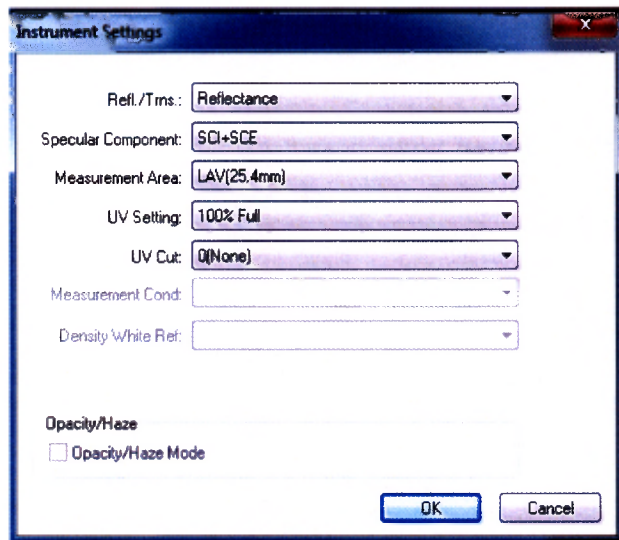 Instrument Settings
Refl./Trns.: Reflectance
Specular Component: SCI+SCE
Measurement Area: LAV(25.4mm)
UV Setting: 100% Full
UV Cut: 0(None)
Measurement Cond:
Density White Ref:
Opacity/Haze
Opacity/Haze Mode
OK Cancel